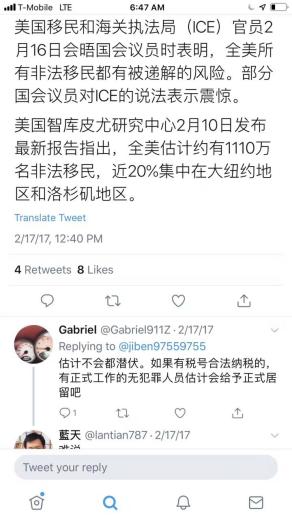 T-Mobile LTE
6:47 AM
美国移民和海关执法局（ICE）官员2
月16日会晤国会议员时表明，全美所
有非法移民都有被递解的风险。部分
国会议员对ICE的说法表示震惊。
美国智库皮尤研究中心2月10日发布
最新报告指出，全美估计约有1110万
名非法移民，近20%集中在大纽约地
区和洛杉矶地区。
Translate Tweet
2/17/17, 12:40 PM
4 Retweets 8 Likes
Gabriel @Gabriel911Z · 2/17/17
Replying to @jiben97559755
估计不会都潜伏。如果有税号合法纳税的，
有正式工作的无犯罪人员估计会给予正式居
留吧
1
藍天 @lantian787 · 2/17/17
Tweet your reply